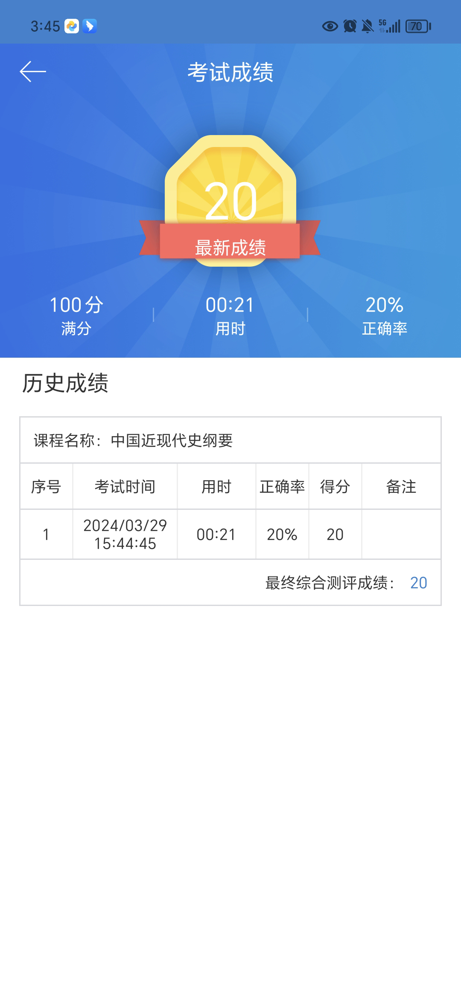 3:45 5G 70
考试成绩
20
最新成绩
100分 00:21 20%
满分 用时 正确率
历史成绩
课程名称：中国近现代史纲要
序号 考试时间 用时 正确率 得分 备注
1 2024/03/29 15:44:45 00:21 20% 20
最终综合测评成绩： 20